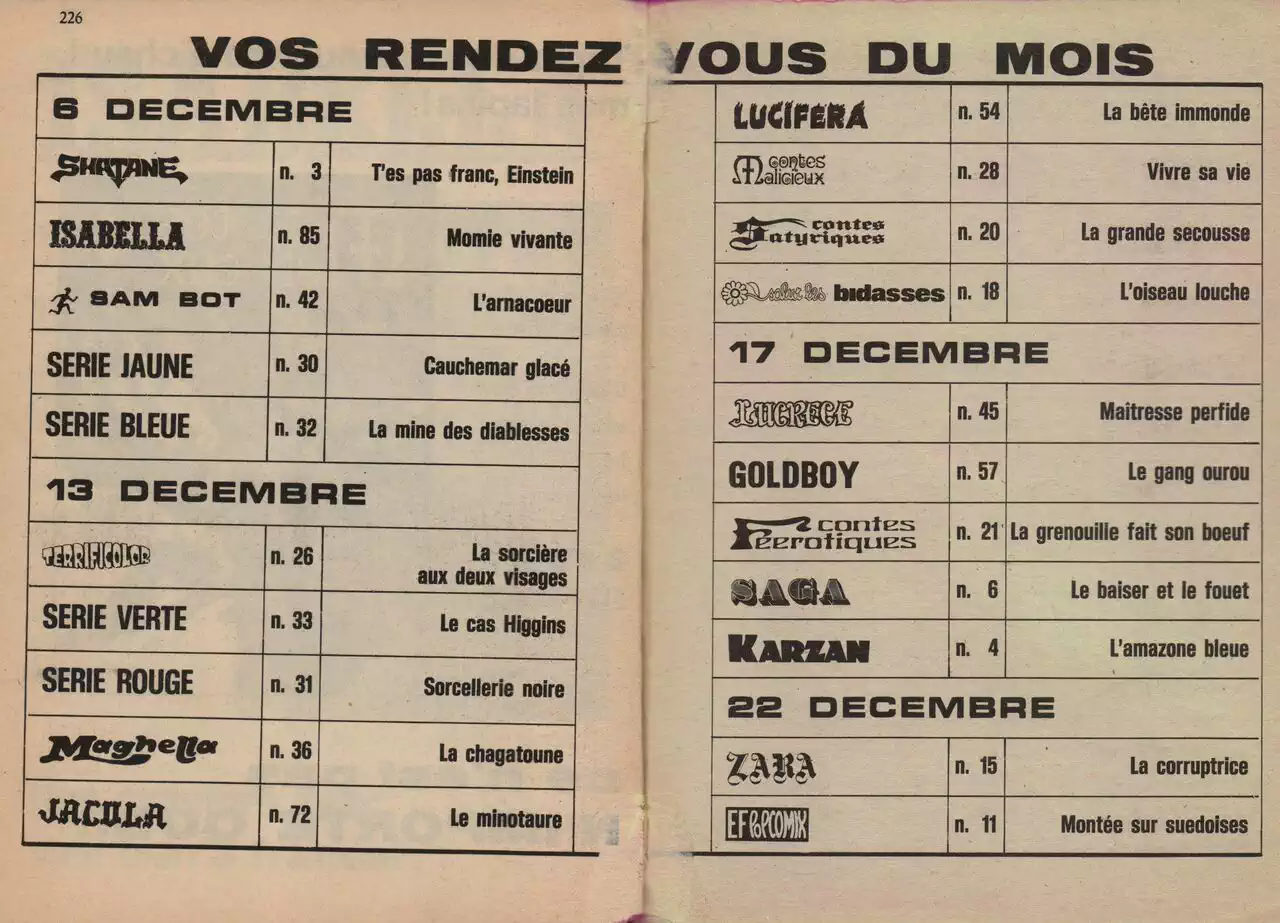 226
VOS RENDEZ VOUS DU MOIS
6 DECEMBRE
SHATANE n. 3 T'es pas franc, Einstein
ISABELLA n. 85 Momie vivante
SAM BOT n. 42 L'arnacoeur
SERIE JAUNE n. 30 Cauchemar glacé
SERIE BLEUE n. 32 La mine des diablesses
13 DECEMBRE
TERRIFICOLOR n. 26 La sorcière
aux deux visages
SERIE VERTE n. 33 Le cas Higgins
SERIE ROUGE n. 31 Sorcellerie noire
Maghella n. 36 La chagatoune
JACULA n. 72 Le minotaure
LUCIFERA n. 54 La bête immonde
contes
Malicieux n. 28 Vivre sa vie
contes
Satyriques n. 20 La grande secousse
salut les bidasses n. 18 L'oiseau louche
17 DECEMBRE
LUCRECE n. 45 Maîtresse perfide
GOLDBOY n. 57 Le gang ourou
contes
Féerotiques n. 21 La grenouille fait son boeuf
SAGA n. 6 Le baiser et le fouet
KARZAN n. 4 L'amazone bleue
22 DECEMBRE
ZARA n. 15 La corruptrice
EF POPCOMIX n. 11 Montée sur suedoises